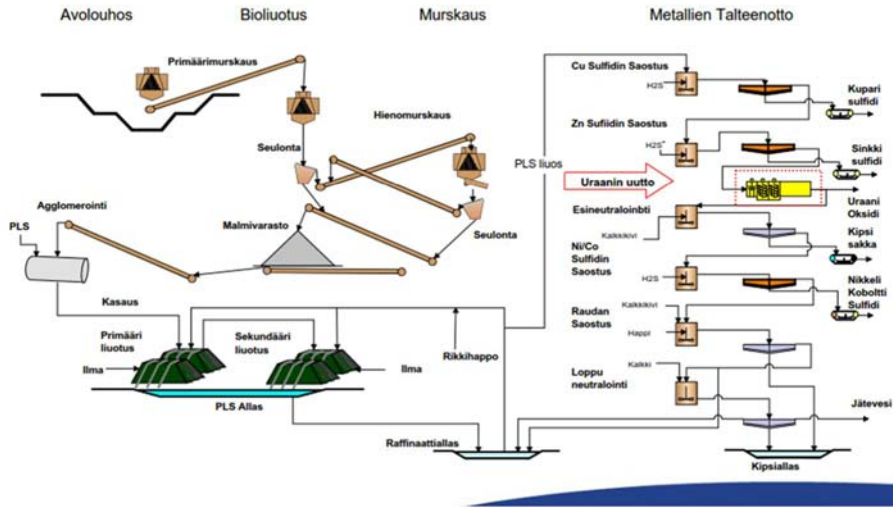 Avolouhos
Bioliuotus
Murskaus
Metallien Talteenotto
Primäärimurskaus
Hienomurskaus
Seulonta
Seulonta
Agglomerointi
PLS
Malmivarasto
Kasaus
Primääri
liuotus
Sekundääri
liuotus
Ilma
Ilma
Rikkihappo
PLS Allas
Raffinaattiallas
PLS liuos
Cu Sulfidin Saostus
H2S
Kupari
sulfidi
Zn Sufiidin Saostus
H2S
Sinkki
sulfidi
Uraanin uutto
Uraani
Oksidi
Esineutralointi
Kalkkikivi
Kipsi
sakka
Ni/Co
Sulfidin
Saostus
H2S
Nikkeli
Koboltti
Sulfidi
Kalkkikivi
Raudan
Saostus
Happi
Kalkki
Loppu
neutralointi
Jätevesi
Kipsiallas